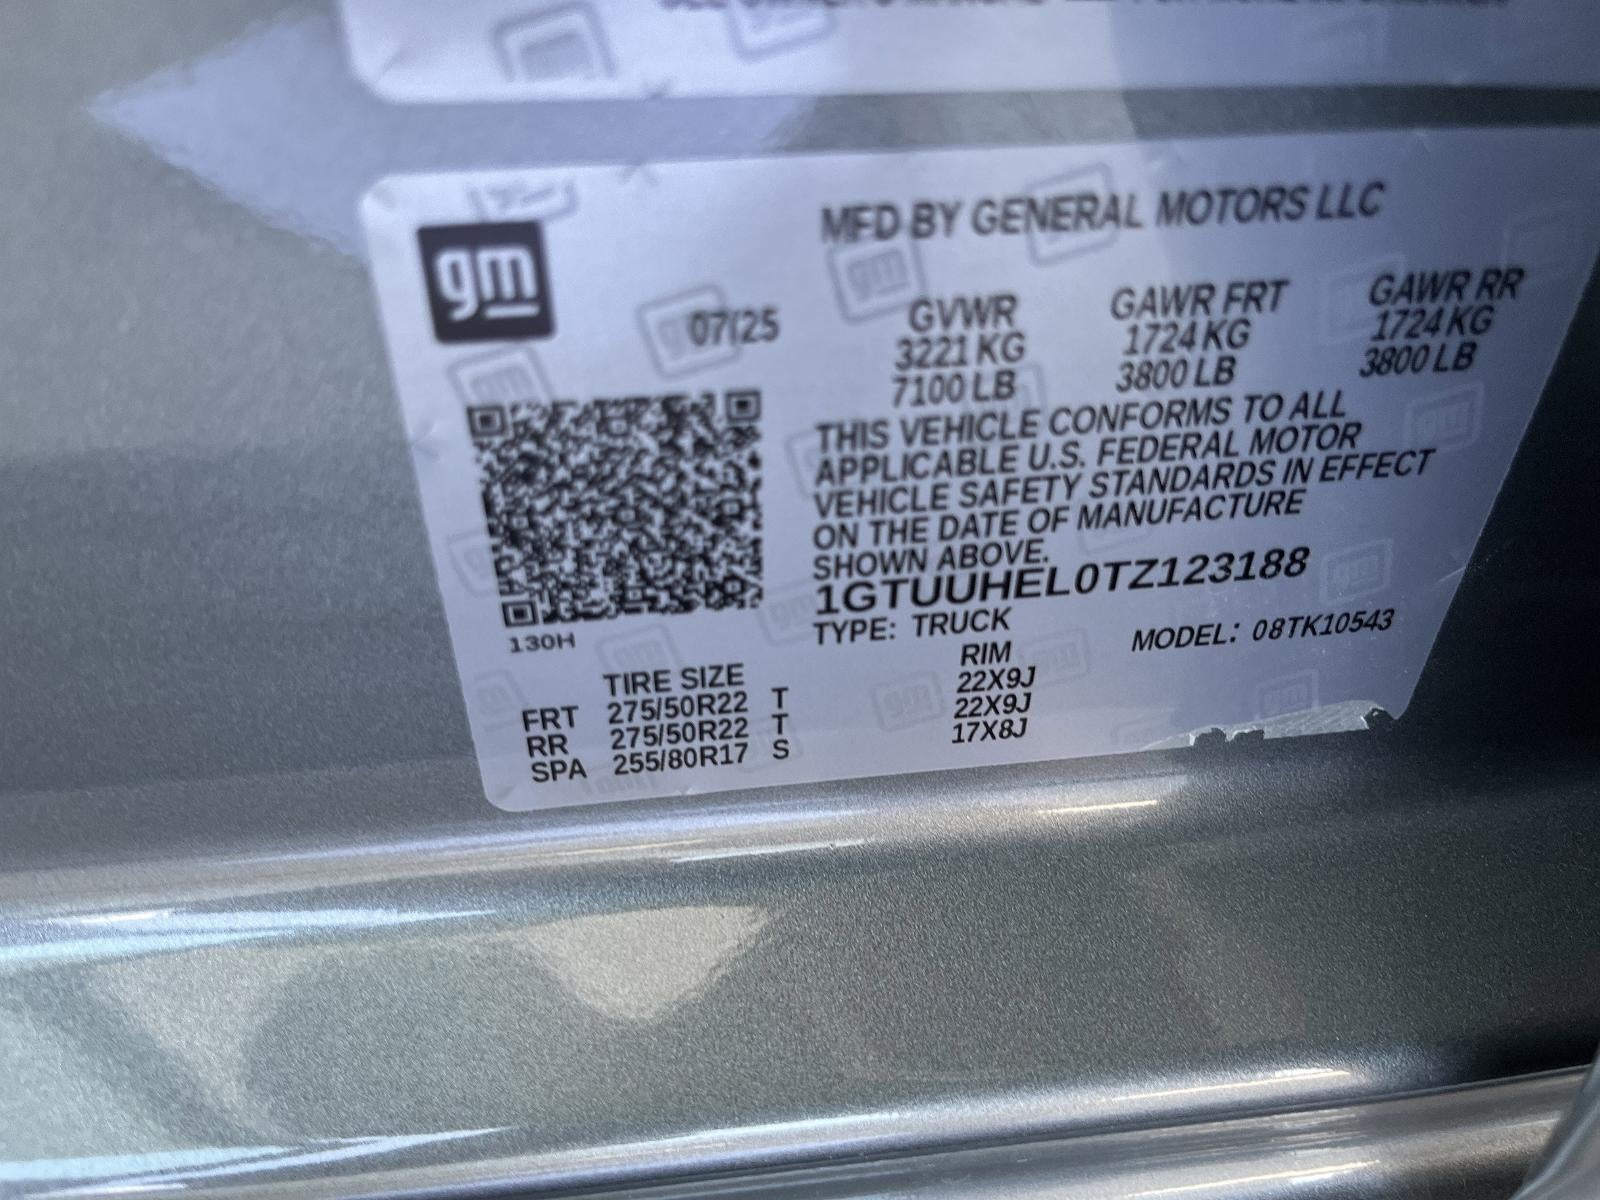 gm
MFD BY GENERAL MOTORS LLC
07/25
GVWR GAWR FRT GAWR RR
3221 KG 1724 KG 1724 KG
7100 LB 3800 LB 3800 LB
THIS VEHICLE CONFORMS TO ALL
APPLICABLE U.S. FEDERAL MOTOR
VEHICLE SAFETY STANDARDS IN EFFECT
ON THE DATE OF MANUFACTURE
SHOWN ABOVE.
1GTUUHEL0TZ123188
TYPE: TRUCK MODEL: 08TK10543
130H
TIRE SIZE RIM
FRT 275/50R22 T 22X9J
RR 275/50R22 T 22X9J
SPA 255/80R17 S 17X8J